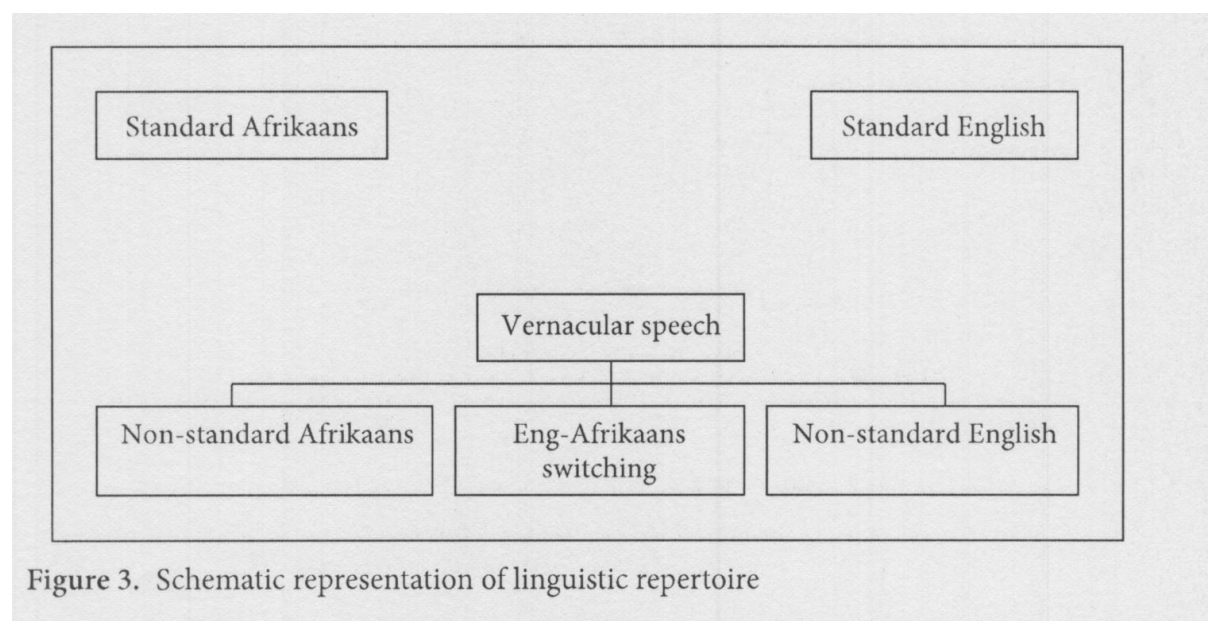 Standard Afrikaans
Standard English
Vernacular speech
Non-standard Afrikaans
Eng-Afrikaans
switching
Non-standard English
Figure 3. Schematic representation of linguistic repertoire